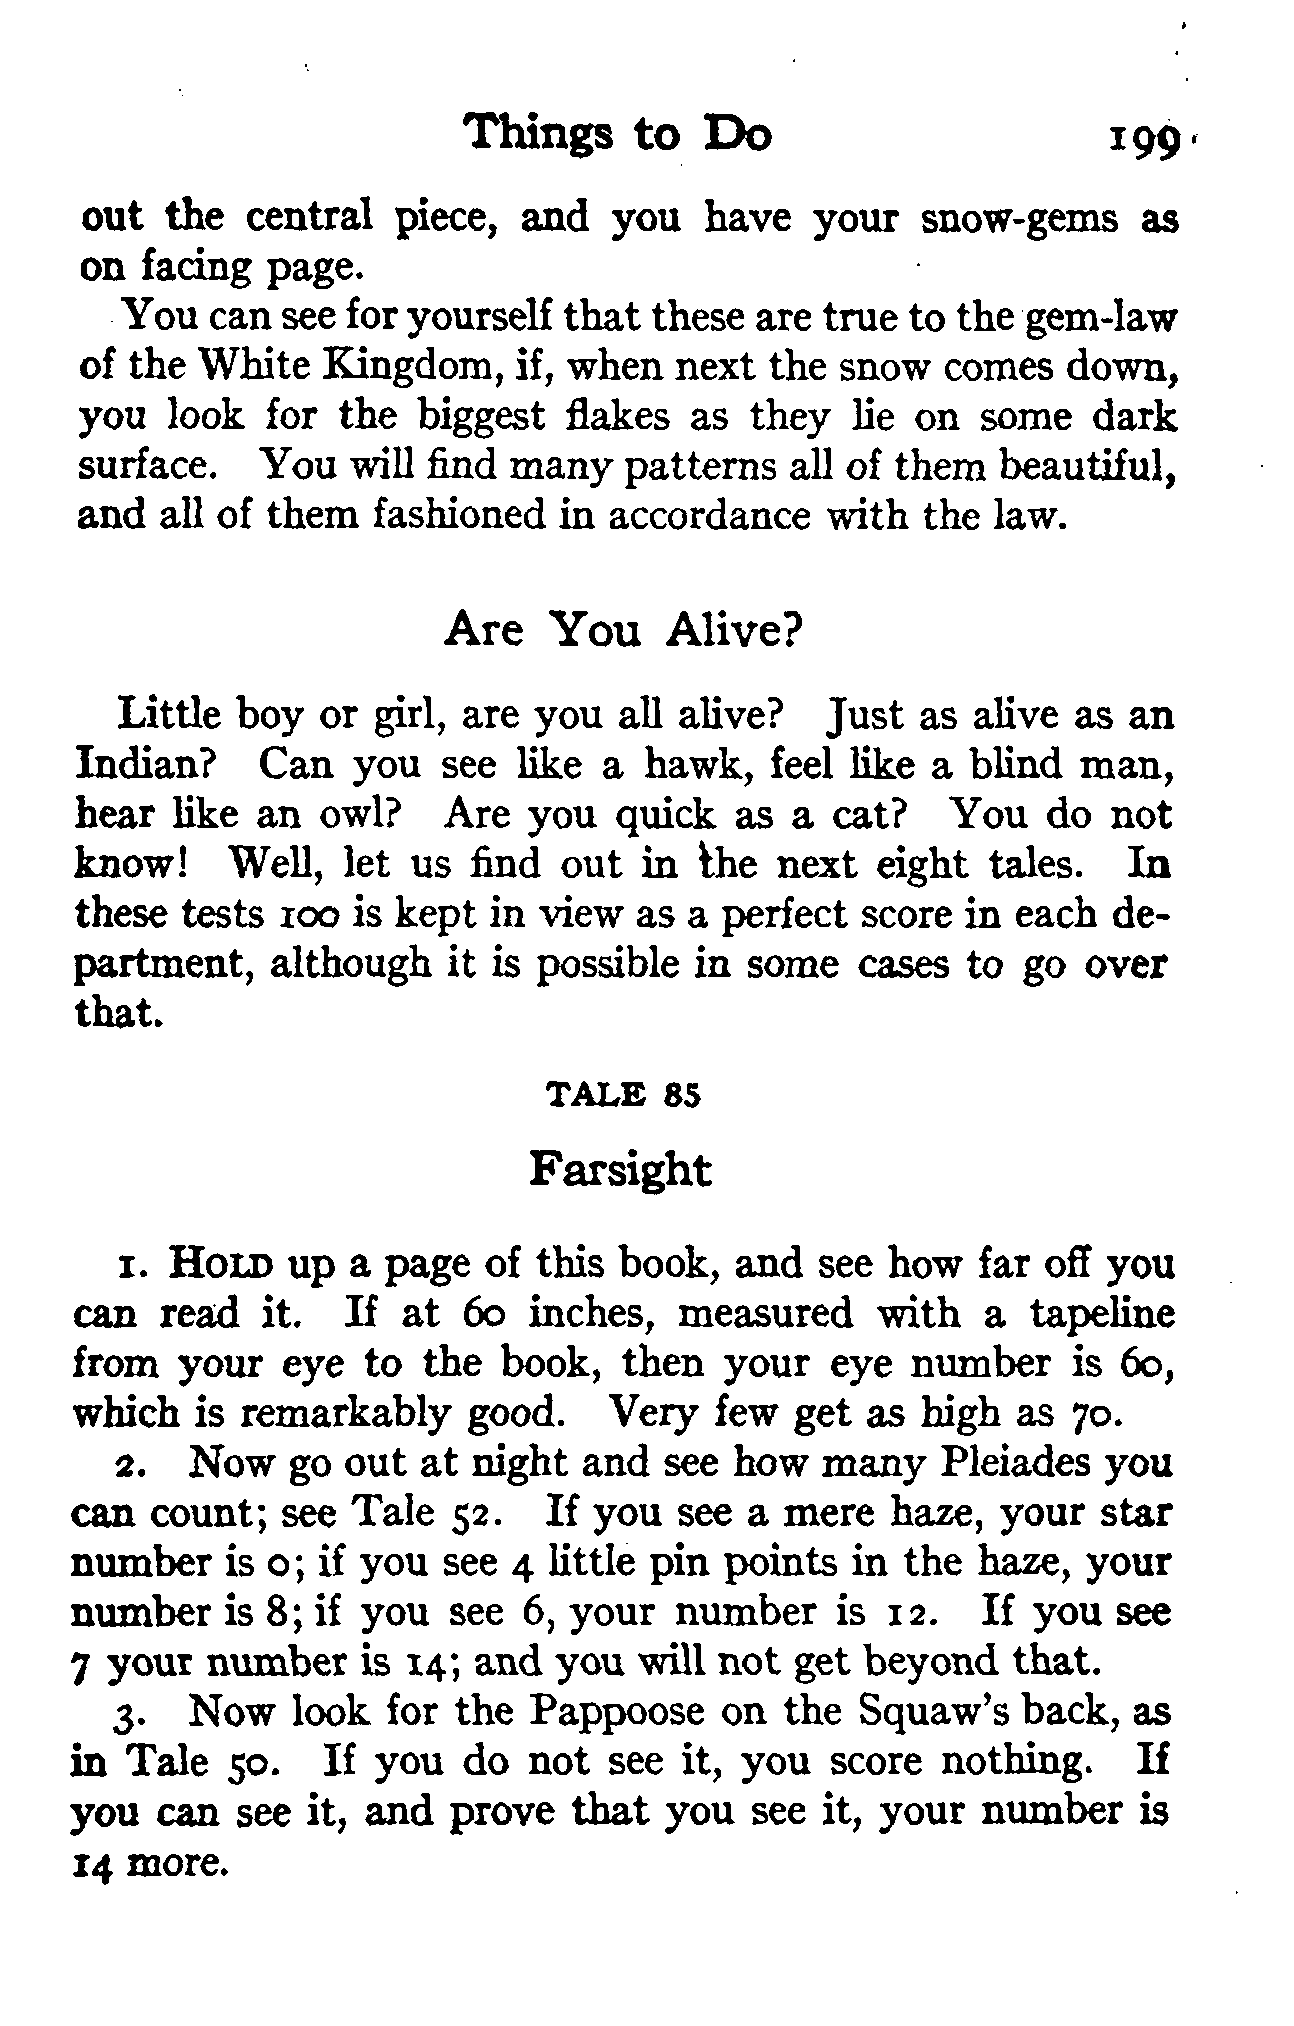 Things to Do 199
out the central piece, and you have your snow-gems as
on facing page.
You can see for yourself that these are true to the gem-law
of the White Kingdom, if, when next the snow comes down,
you look for the biggest flakes as they lie on some dark
surface. You will find many patterns all of them beautiful,
and all of them fashioned in accordance with the law.
Are You Alive?
Little boy or girl, are you all alive? Just as alive as an
Indian? Can you see like a hawk, feel like a blind man,
hear like an owl? Are you quick as a cat? You do not
know! Well, let us find out in the next eight tales. In
these tests 100 is kept in view as a perfect score in each de-
partment, although it is possible in some cases to go over
that.
TALE 85
Farsight
1. HOLD up a page of this book, and see how far off you
can read it. If at 60 inches, measured with a tapeline
from your eye to the book, then your eye number is 60,
which is remarkably good. Very few get as high as 70.
2. Now go out at night and see how many Pleiades you
can count; see Tale 52. If you see a mere haze, your star
number is 0; if you see 4 little pin points in the haze, your
number is 8; if you see 6, your number is 12. If you see
7 your number is 14; and you will not get beyond that.
3. Now look for the Pappoose on the Squaw's back, as
in Tale 50. If you do not see it, you score nothing. If
you can see it, and prove that you see it, your number is
14 more.